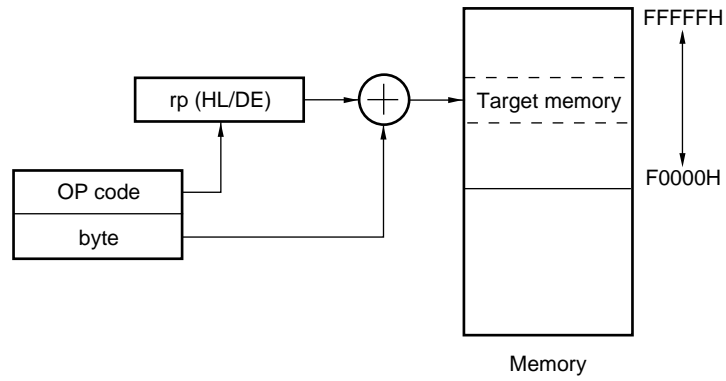 FFFFFH
rp (HL/DE)
Target memory
OP code
F0000H
byte
Memory